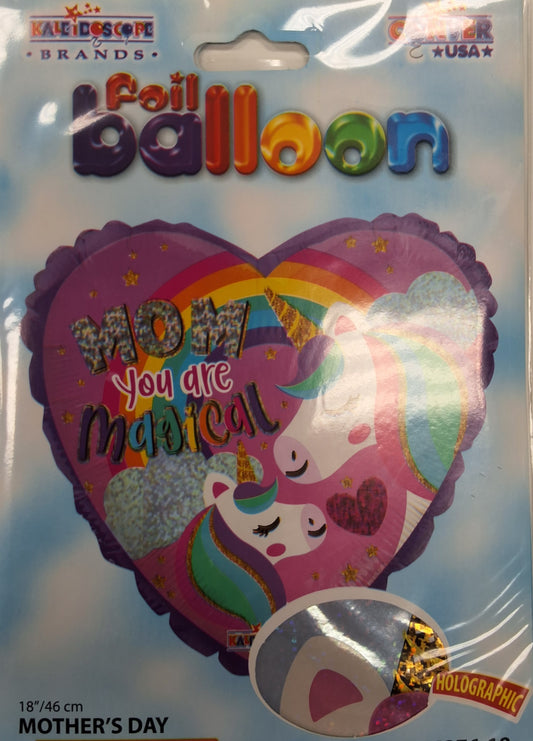 KALEIDOSCOPE
· BRANDS ·
USA
foil
balloon
MOM
you are
Magical
HOLOGRAPHIC
18"/46 cm
MOTHER'S DAY